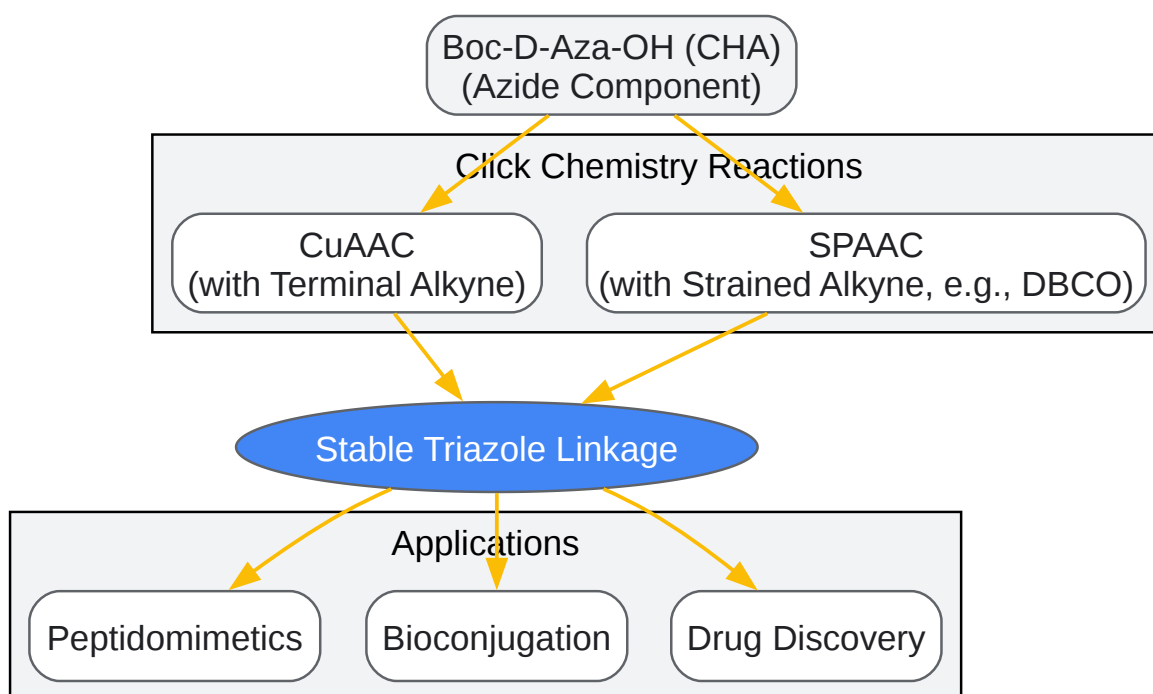 Boc-D-Aza-OH (CHA)
(Azide Component)
Click Chemistry Reactions
CuAAC
(with Terminal Alkyne)
SPAAC
(with Strained Alkyne, e.g., DBCO)
Stable Triazole Linkage
Applications
Peptidomimetics
Bioconjugation
Drug Discovery